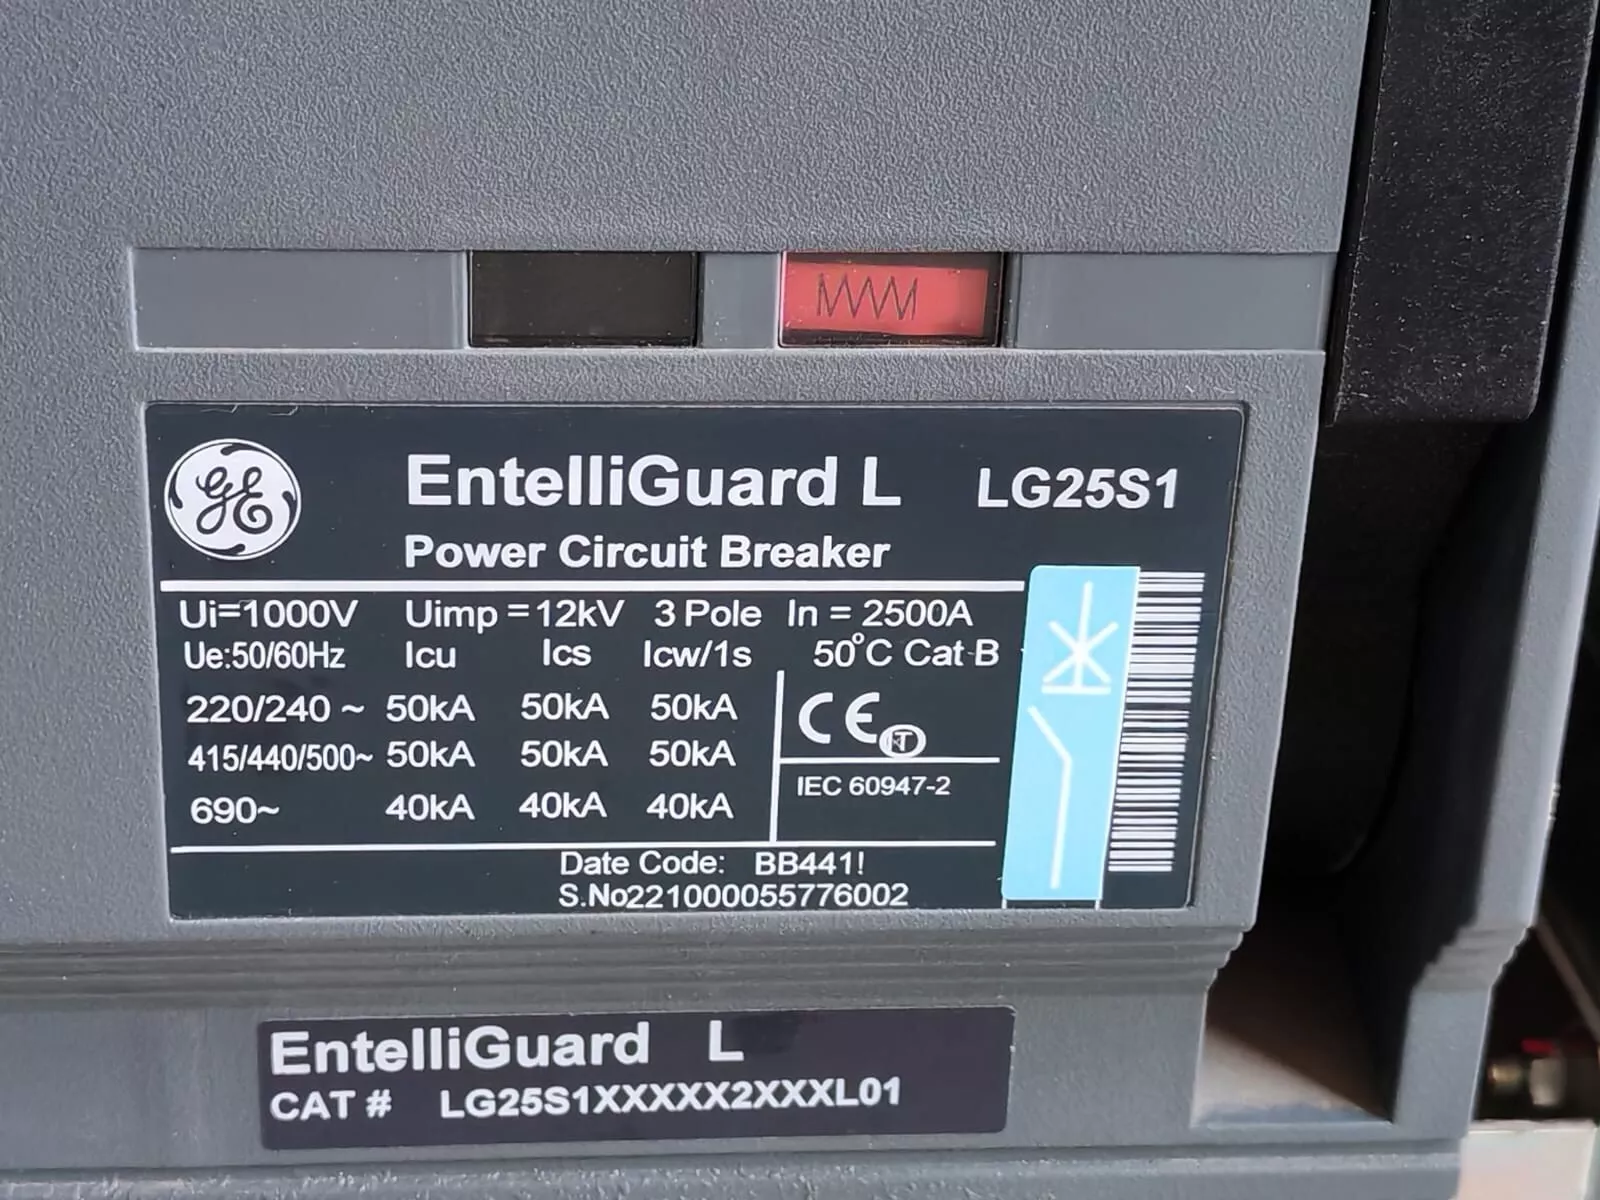 GE
EntelliGuard L LG25S1
Power Circuit Breaker
Ui=1000V Uimp =12kV 3 Pole In = 2500A
Ue:50/60Hz Icu Ics Icw/1s 50°C Cat B
220/240 ~ 50kA 50kA 50kA
415/440/500~ 50kA 50kA 50kA
690~ 40kA 40kA 40kA
CE
IEC 60947-2
Date Code: BB441!
S.No221000055776002
EntelliGuard L
CAT # LG25S1XXXXX2XXXL01